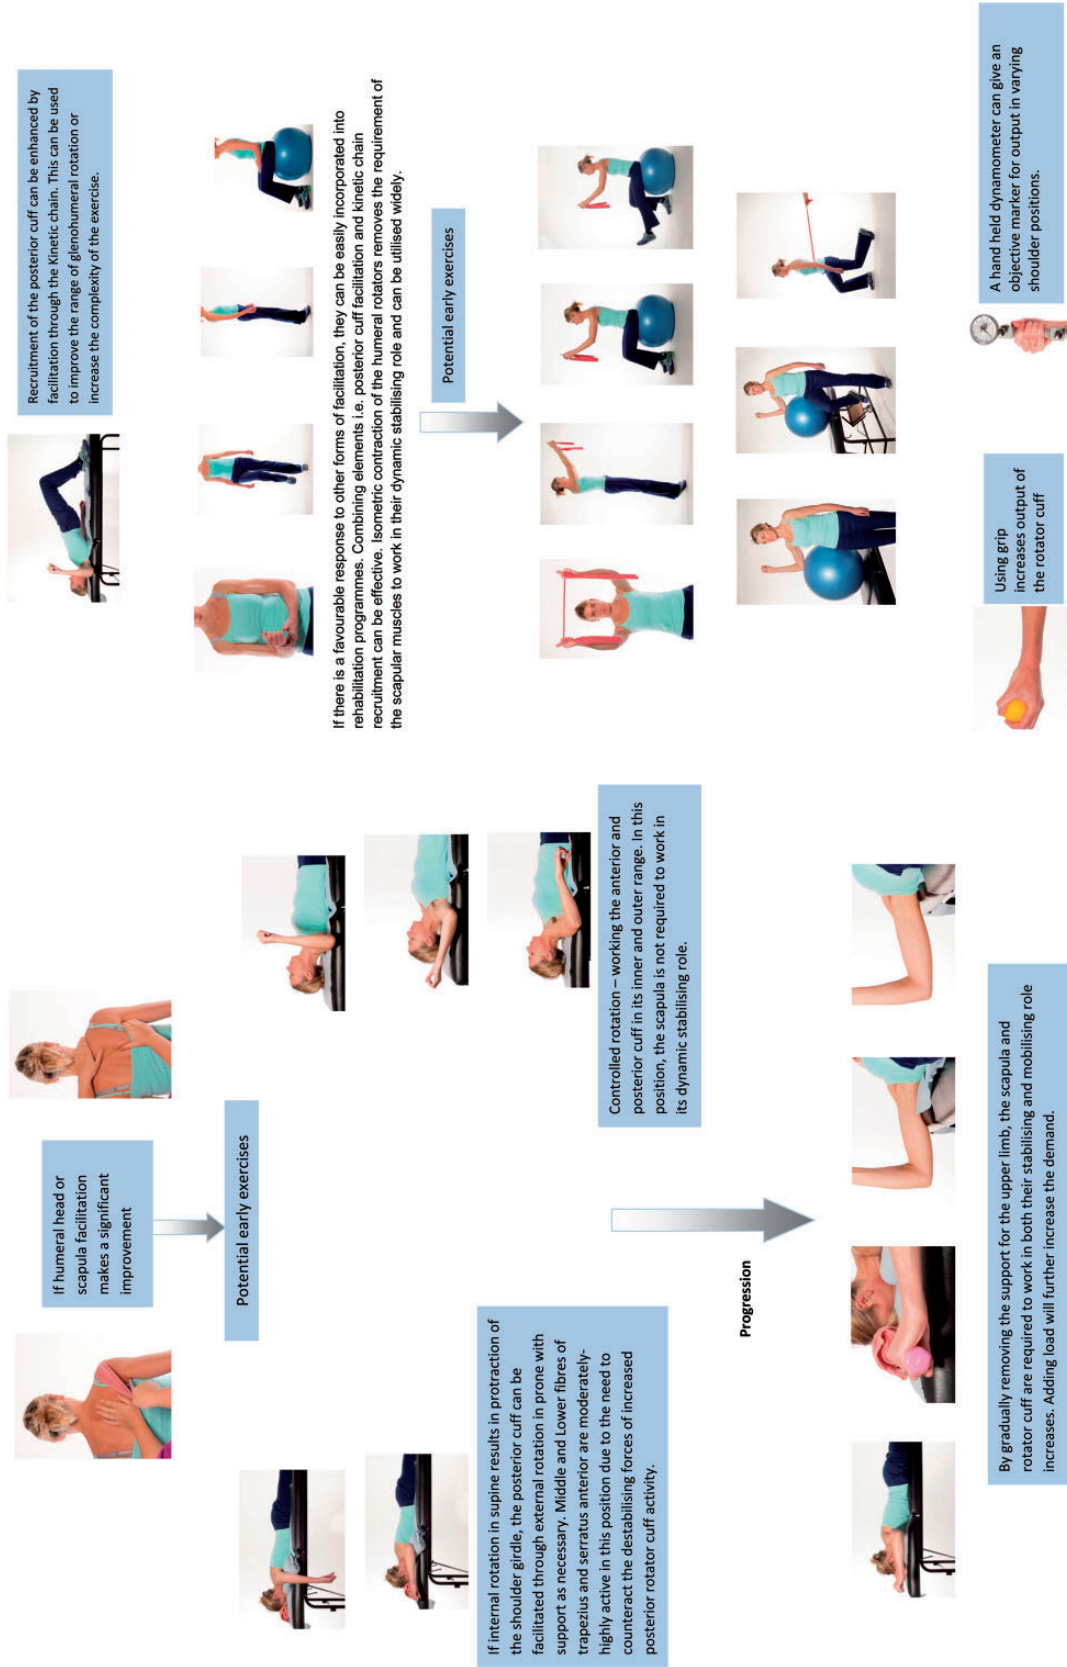 If humeral head or
scapula facilitation
makes a significant
improvement
Potential early exercises
If internal rotation in supine results in protraction of
the shoulder girdle, the posterior cuff can be
facilitated through external rotation in prone with
support as necessary. Middle and Lower fibres of
trapezius and serratus anterior are moderately-
highly active in this position due to the need to
counteract the destabilising forces of increased
posterior rotator cuff activity.
Controlled rotation – working the anterior and
posterior cuff in its inner and outer range. In this
position, the scapula is not required to work in
its dynamic stabilising role.
Progression
By gradually removing the support for the upper limb, the scapula and
rotator cuff are required to work in both their stabilising and mobilising role
increases. Adding load will further increase the demand.
Recruitment of the posterior cuff can be enhanced by
facilitation through the Kinetic chain. This can be used
to improve the range of glenohumeral rotation or
increase the complexity of the exercise.
If there is a favourable response to other forms of facilitation, they can be easily incorporated into
rehabilitation programmes. Combining elements i.e. posterior cuff facilitation and kinetic chain
recruitment can be effective. Isometric contraction of the humeral rotators removes the requirement of
the scapular muscles to work in their dynamic stabilising role and can be utilised widely.
Potential early exercises
Using grip
increases output of
the rotator cuff
A hand held dynamometer can give an
objective marker for output in varying
shoulder positions.